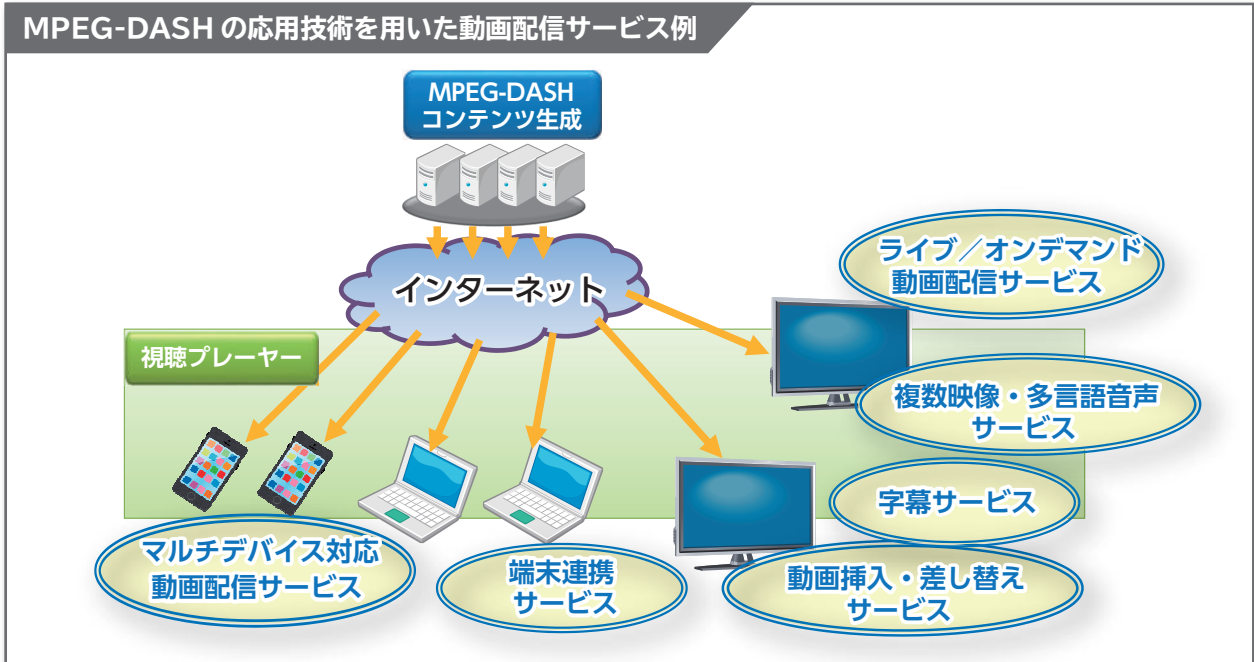 MPEG-DASH の応用技術を用いた動画配信サービス例
MPEG-DASH
コンテンツ生成
インターネット
ライブ／オンデマンド
動画配信サービス
視聴プレーヤー
複数映像・多言語音声
サービス
字幕サービス
マルチデバイス対応
動画配信サービス
端末連携
サービス
動画挿入・差し替え
サービス